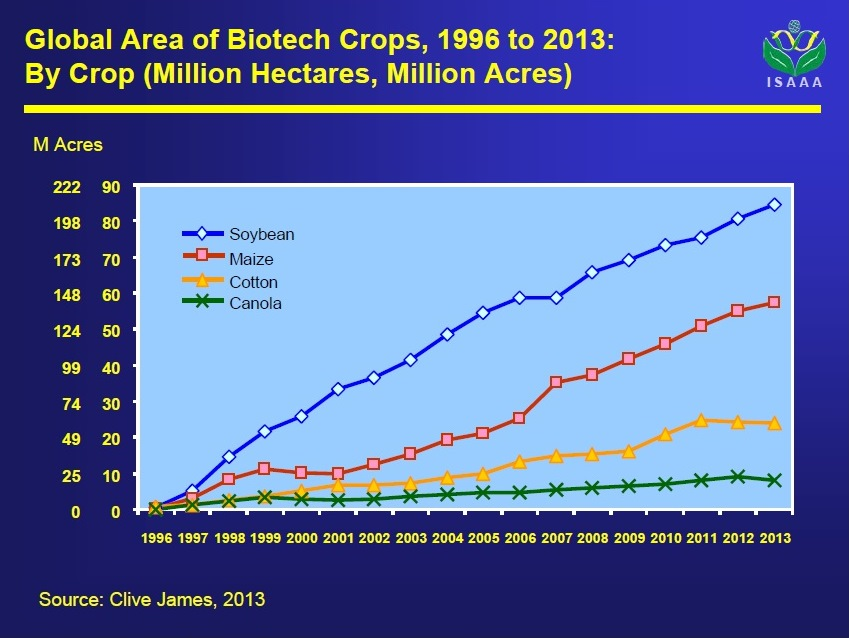 Global Area of Biotech Crops, 1996 to 2013:
By Crop (Million Hectares, Million Acres)
ISAAA
M Acres
222 90
198 80
173 70
148 60
124 50
99 40
74 30
49 20
25 10
0 0
Soybean
Maize
Cotton
Canola
1996 1997 1998 1999 2000 2001 2002 2003 2004 2005 2006 2007 2008 2009 2010 2011 2012 2013
Source: Clive James, 2013